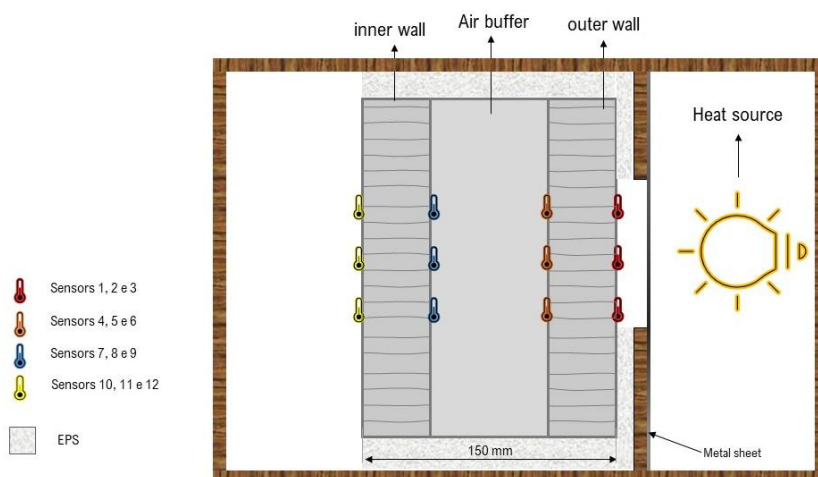 inner wall
Air buffer
outer wall
Heat source
Sensors 1, 2 e 3
Sensors 4, 5 e 6
Sensors 7, 8 e 9
Sensors 10, 11 e 12
EPS
150 mm
Metal sheet